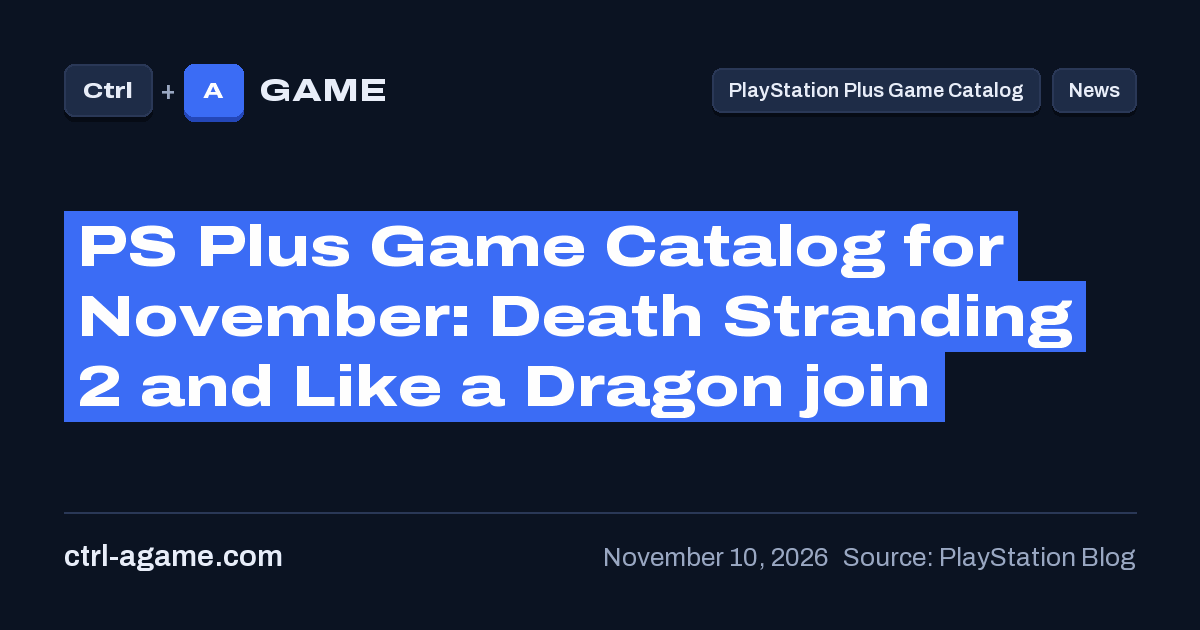 Ctrl + A GAME
PlayStation Plus Game Catalog News
PS Plus Game Catalog for
November: Death Stranding
2 and Like a Dragon join
ctrl-agame.com
November 10, 2026 Source: PlayStation Blog